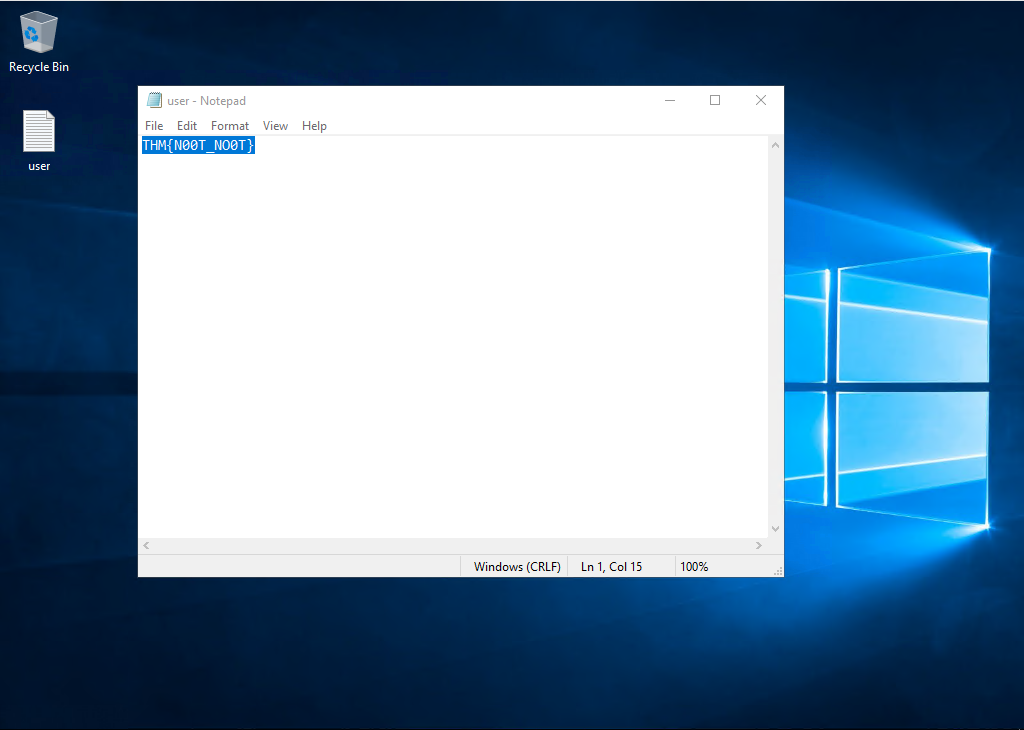 Recycle Bin
user
user - Notepad
File Edit Format View Help
THM{N00T_NO0T}
Windows (CRLF) Ln 1, Col 15 100%